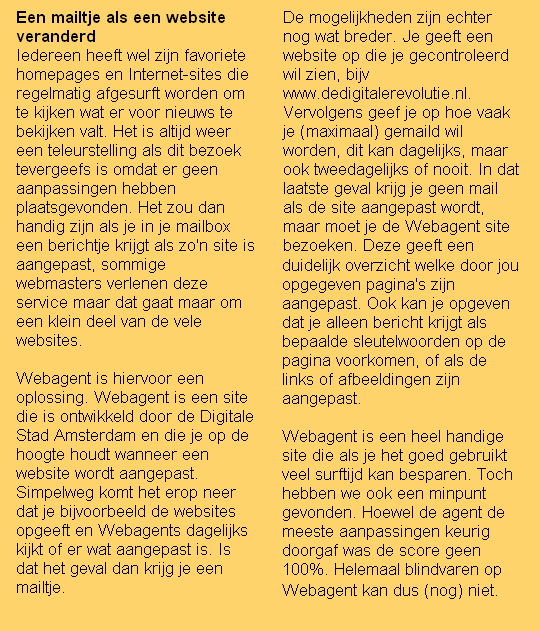 Een mailtje als een website
veranderd
Iedereen heeft wel zijn favoriete
homepages en Internet-sites die
regelmatig afgesurft worden om
te kijken wat er voor nieuws te
bekijken valt. Het is altijd weer
een teleurstelling als dit bezoek
tevergeefs is omdat er geen
aanpassingen hebben
plaatsgevonden. Het zou dan
handig zijn als je in je mailbox
een berichtje krijgt als zo'n site is
aangepast, sommige
webmasters verlenen deze
service maar dat gaat maar om
een klein deel van de vele
websites.

Webagent is hiervoor een
oplossing. Webagent is een site
die is ontwikkeld door de Digitale
Stad Amsterdam en die je op de
hoogte houdt wanneer een
website wordt aangepast.
Simpelweg komt het erop neer
dat je bijvoorbeeld de websites
opgeeft en Webagents dagelijks
kijkt of er wat aangepast is. Is
dat het geval dan krijg je een
mailtje.

De mogelijkheden zijn echter
nog wat breder. Je geeft een
website op die je gecontroleerd
wil zien, bijv
www.dedigitalerevolutie.nl.
Vervolgens geef je op hoe vaak
je (maximaal) gemaild wil
worden, dit kan dagelijks, maar
ook tweedagelijks of nooit. In dat
laatste geval krijg je geen mail
als de site aangepast wordt,
maar moet je de Webagent site
bezoeken. Deze geeft een
duidelijk overzicht welke door jou
opgegeven pagina's zijn
aangepast. Ook kan je opgeven
dat je alleen bericht krijgt als
bepaalde sleutelwoorden op de
pagina voorkomen, of als de
links of afbeeldingen zijn
aangepast.

Webagent is een heel handige
site die als je het goed gebruikt
veel surftijd kan besparen. Toch
hebben we ook een minpunt
gevonden. Hoewel de agent de
meeste aanpassingen keurig
doorgaf was de score geen
100%. Helemaal blindvaren op
Webagent kan dus (nog) niet.